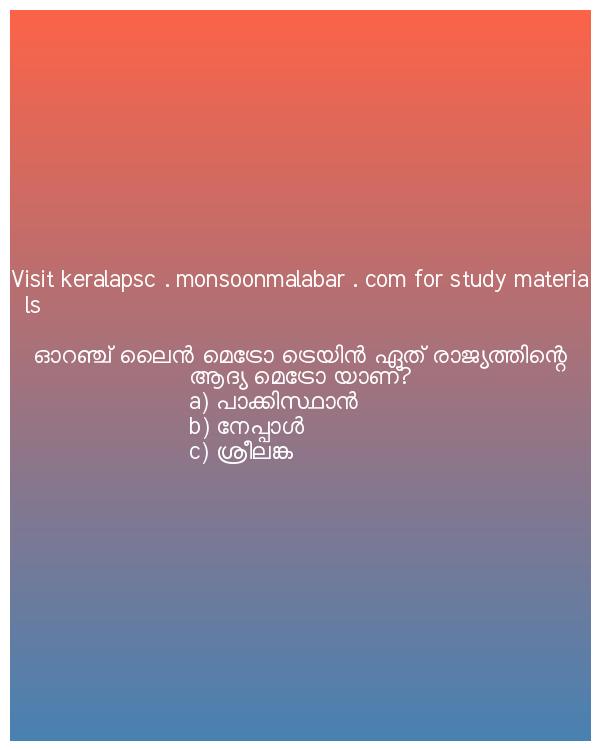 Visit keralapsc . monsoonmalabar . com for study materia
ls
ഓറഞ്ച് ലൈൻ മെട്രോ ട്രെയിൻ ഏത് രാജ്യത്തിന്റെ
ആദ്യ മെട്രോ യാണ്?
a) പാക്കിസ്ഥാൻ
b) നേപ്പാൾ
c) ശ്രീലങ്ക